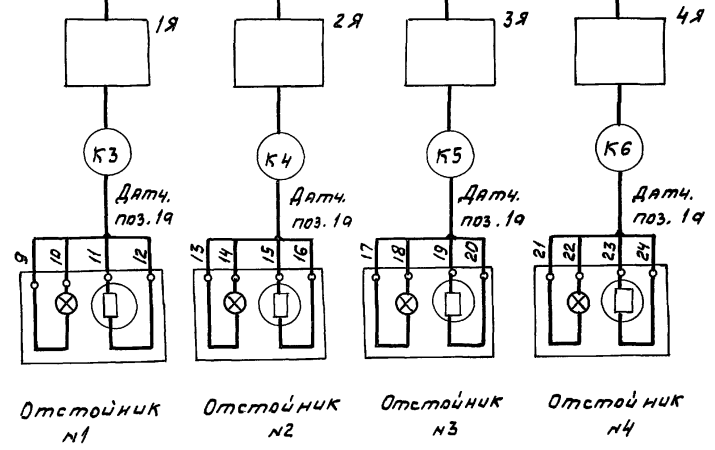 1Я 2Я 3Я 4Я
К3 К4 К5 К6
Датч. Датч. Датч. Датч.
поз. 1а поз. 1а поз. 1а поз. 1а
9 10 11 12 13 14 15 16 17 18 19 20 21 22 23 24
Отстойник Отстойник Отстойник Отстойник
№1 №2 №3 №4